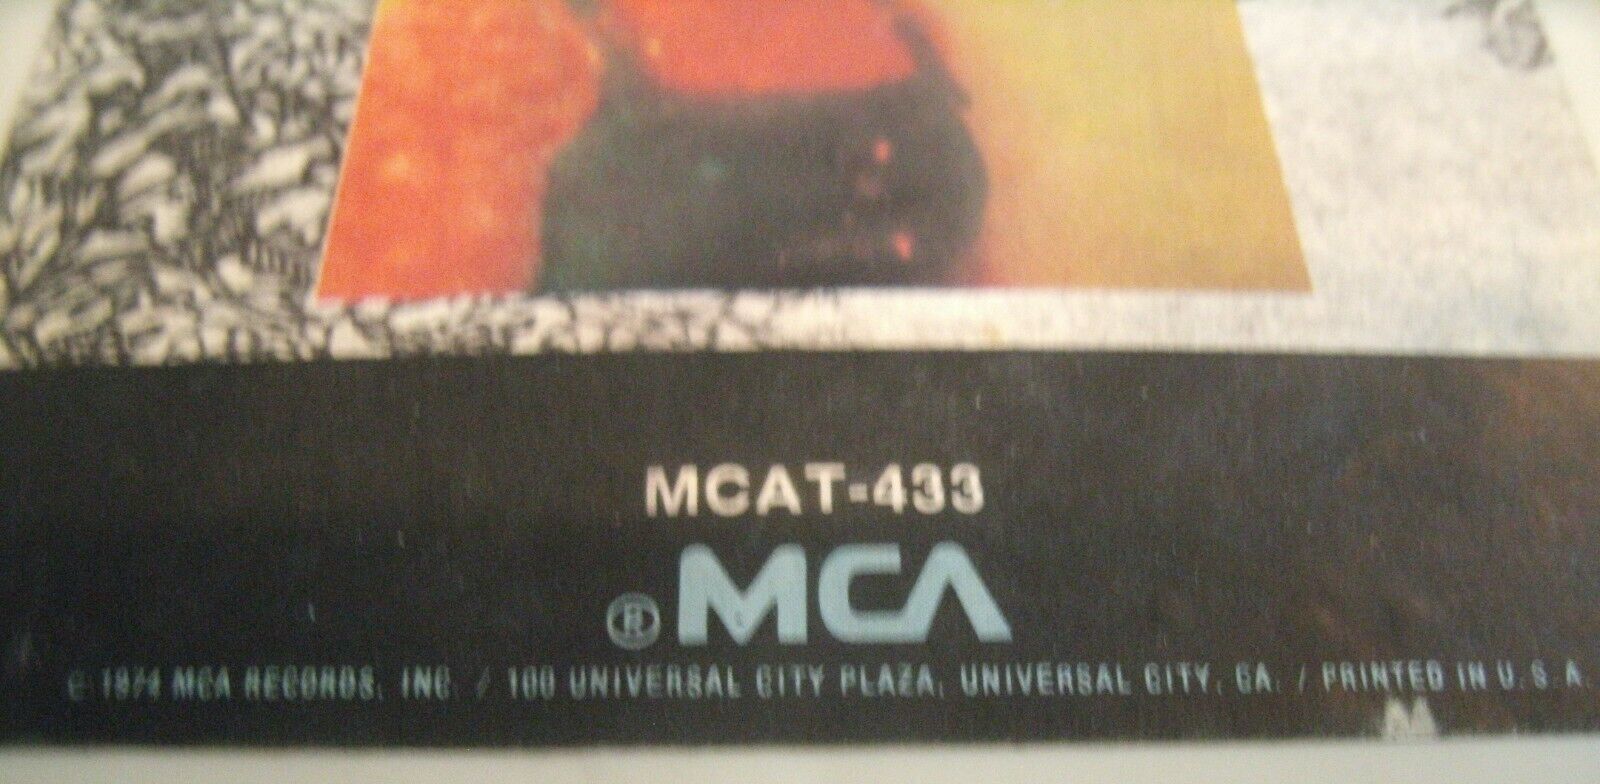 MCAT-433
® MCA
© 1974 MCA RECORDS, INC. / 100 UNIVERSAL CITY PLAZA, UNIVERSAL CITY, CA. / PRINTED IN U.S.A.